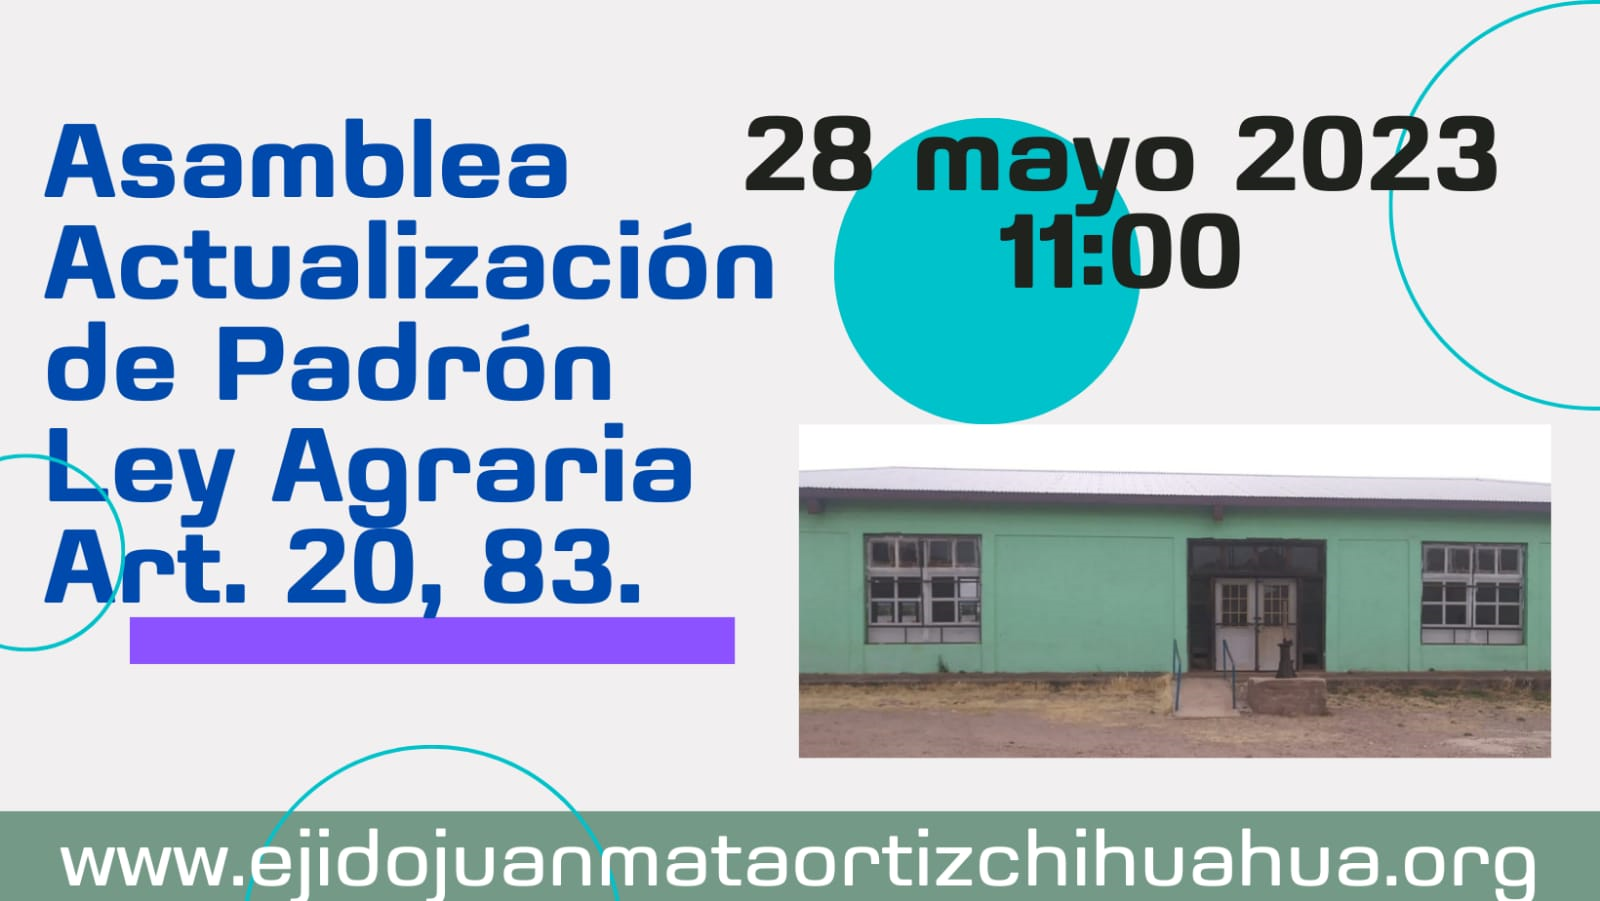 Asamblea
Actualización
de Padrón
Ley Agraria
Art. 20, 83.
28 mayo 2023
11:00
www.ejidojuanmataortizchihuahua.org